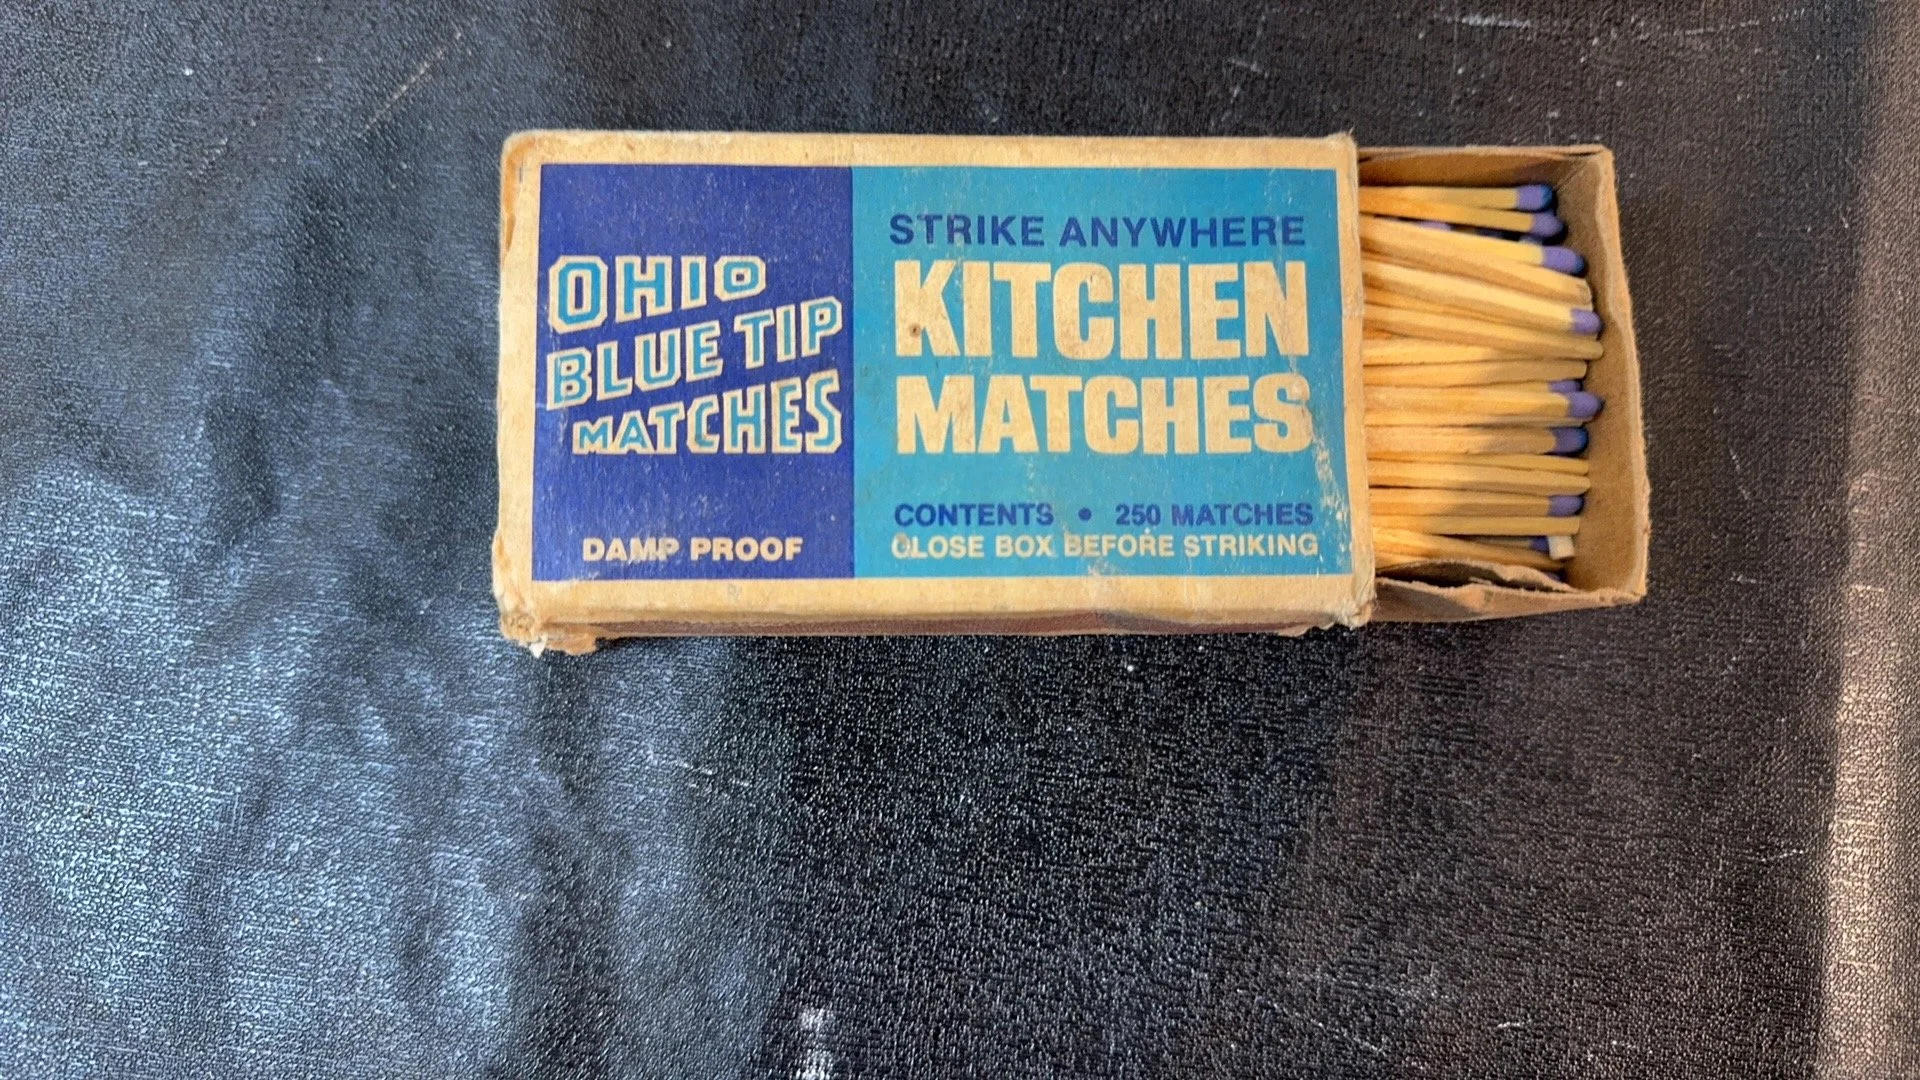 OHIO
BLUE TIP
MATCHES
DAMP PROOF
STRIKE ANYWHERE
KITCHEN
MATCHES
CONTENTS • 250 MATCHES
CLOSE BOX BEFORE STRIKING